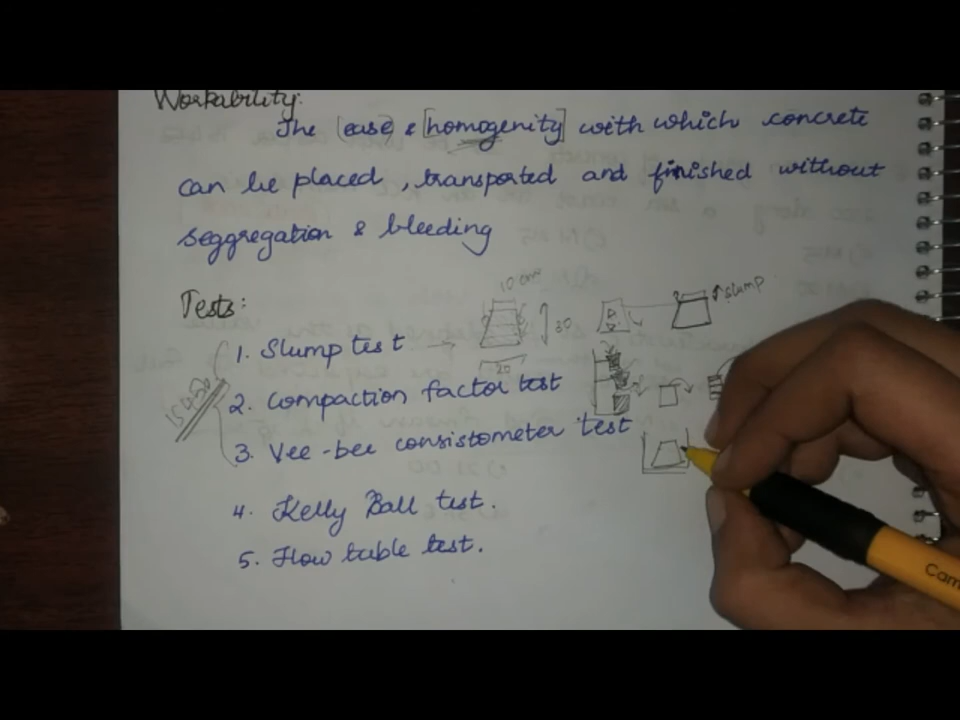 Workability:
The [ease] & [homogenity] with which concrete
can be placed, transported and finished without
seggregation & bleeding
Tests:
10 cm
30
20
slump
1. Slump test
2. Compaction factor test
3. Vee-bee consistometer test
4. Kelly Ball test.
5. Flow table test.
Cam